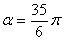 α = 35/6 π